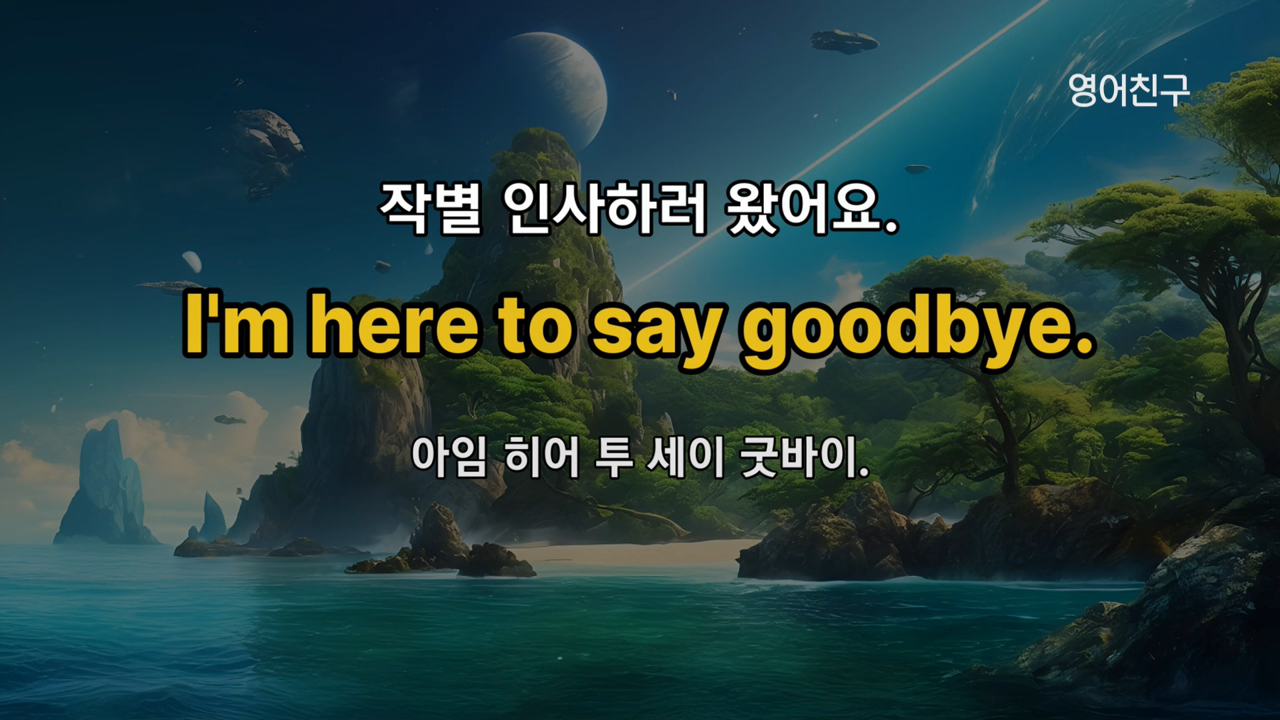 영어친구
작별 인사하러 왔어요.
I'm here to say goodbye.
아임 히어 투 세이 굿바이.